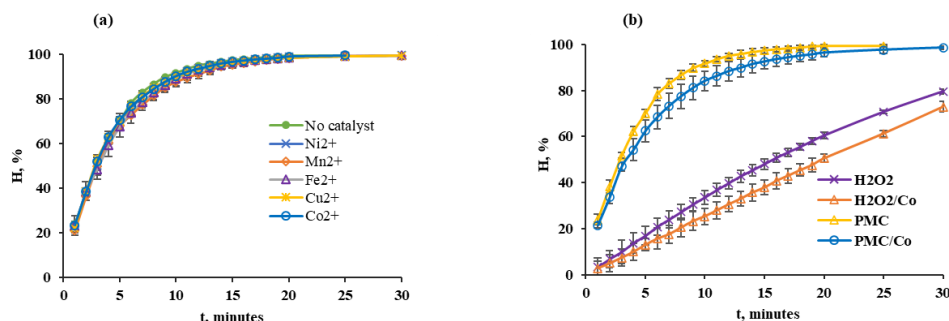 (a)
H, %
120
100
80
60
40
20
0
No catalyst
Ni2+
Mn2+
Fe2+
Cu2+
Co2+
0 5 10 15 20 25 30
t, minutes
(b)
H, %
100
80
60
40
20
0
H2O2
H2O2/Co
PMC
PMC/Co
0 5 10 15 20 25 30
t, minutes